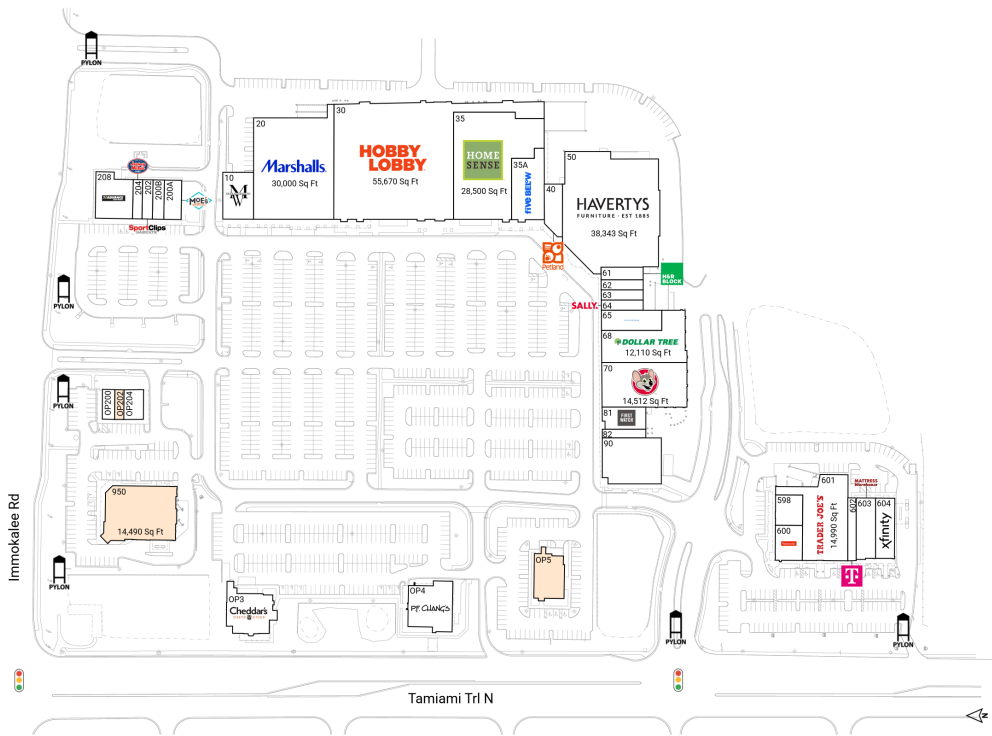 PYLON
20
30
35
HOBBY
LOBBY
Marshalls
30,000 Sq Ft
55,670 Sq Ft
HOME
SENSE
28,500 Sq Ft
35A
five BEL°W
10
MW
208
204
202
200B
200A
MOE's
SportClips
HAIRCUTS
40
50
HAVERTYS
FURNITURE · EST 1885
38,343 Sq Ft
Petland
61
62
63
64
H&R
BLOCK
SALLY
65
68
DOLLAR TREE
12,110 Sq Ft
70
14,512 Sq Ft
81
FIRST
WATCH
82
90
PYLON
PYLON
OP200
OP202
OP204
950
14,490 Sq Ft
PYLON
OP3
Cheddar's
OP4
P.F. CHANG'S
OP5
598
600
601
TRADER JOE'S
14,990 Sq Ft
602
MATTRESS
Warehouse
603
604
xfinity
T
PYLON
PYLON
Immokalee Rd
Tamiami Trl N
N